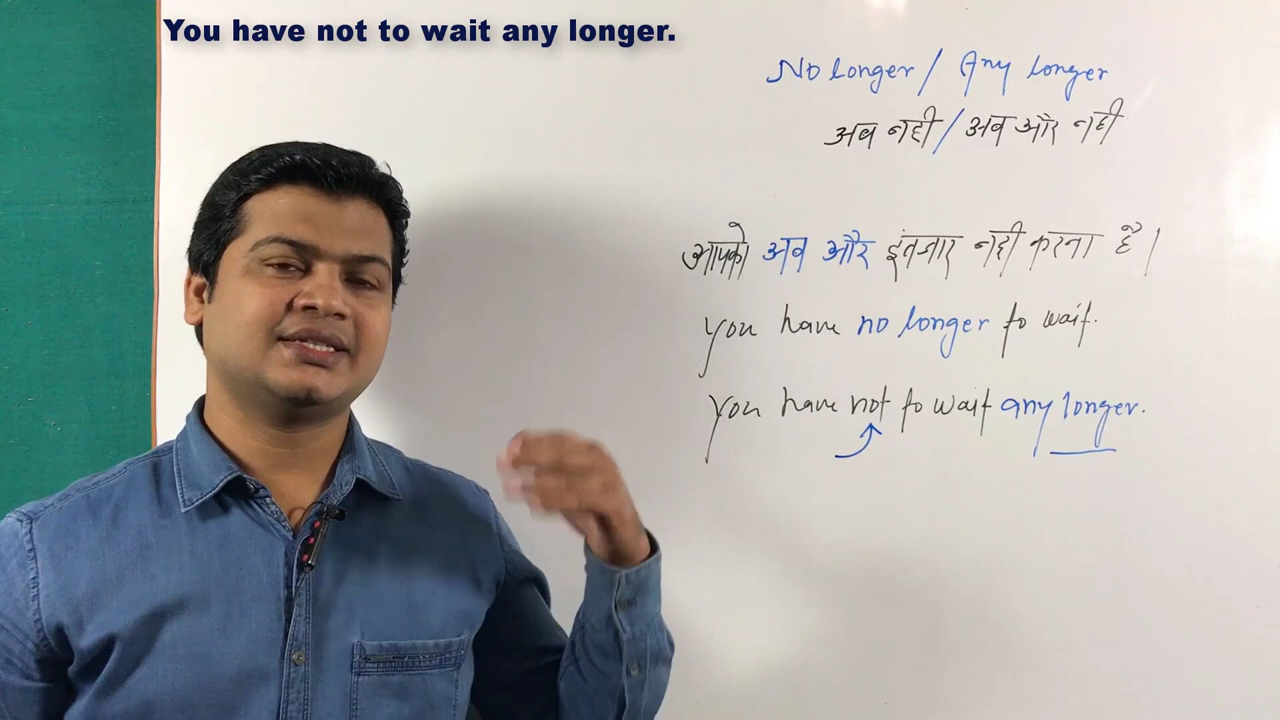 You have not to wait any longer.
No longer / Any longer
अब नही / अब और नही
आपको अब और इंतजार नही करना है।
You have no longer to wait.
You have not to wait any longer.